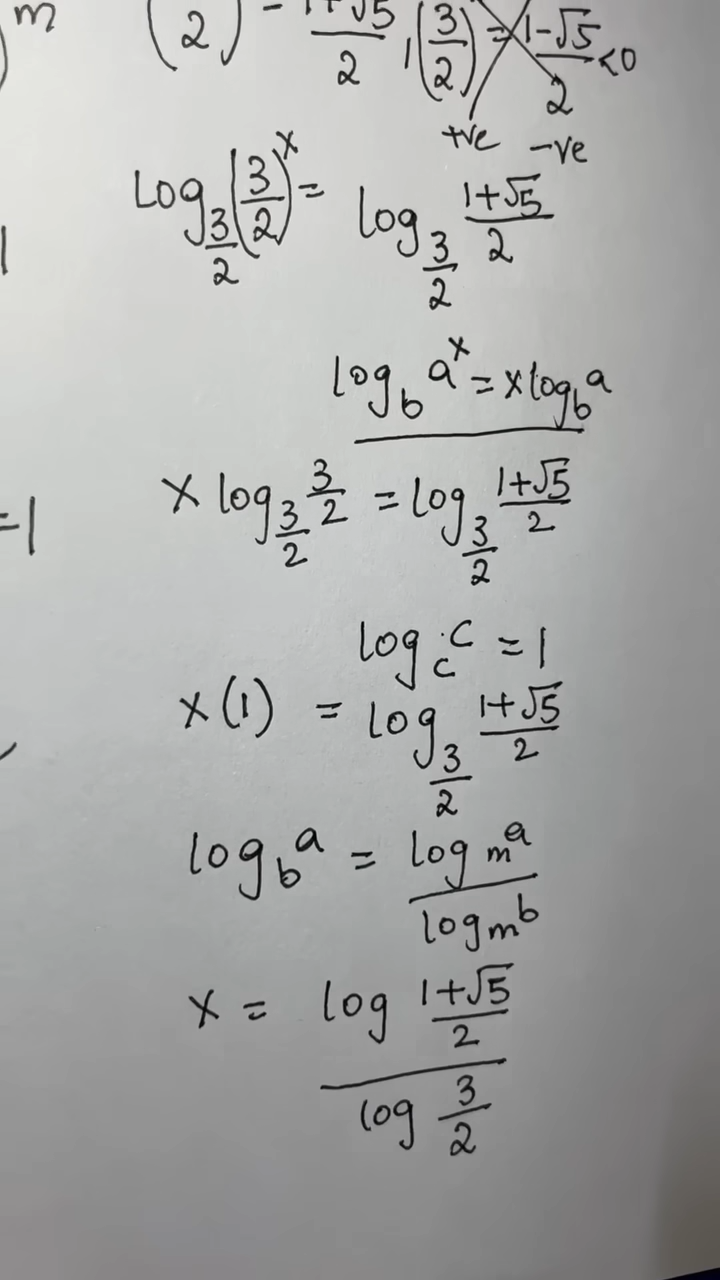 m (3/2)^x = (1+√5)/2 , (3/2)^x = (1-√5)/2 <0
+ve -ve
Log_{3/2} (3/2)^x = log_{3/2} (1+√5)/2
1
log_b a^x = x log_b a
x log_{3/2} 3/2 = log_{3/2} (1+√5)/2
=1
log_c c = 1
x(1) = log_{3/2} (1+√5)/2
log_b a = log_m a / log_m b
x = log (1+√5)/2 / log 3/2